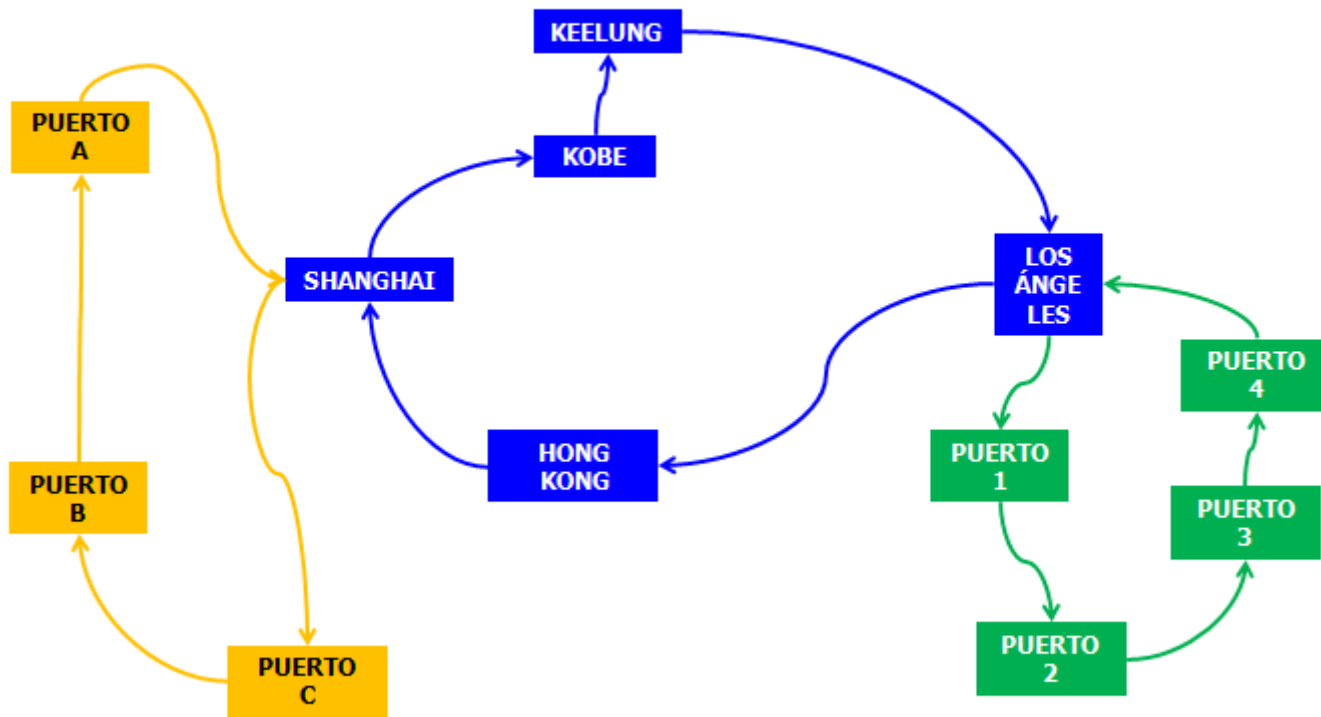 KEELUNG
PUERTO
A
KOBE
SHANGHAI
LOS
ÁNGE
LES
PUERTO
4
HONG
KONG
PUERTO
1
PUERTO
B
PUERTO
3
PUERTO
2
PUERTO
C